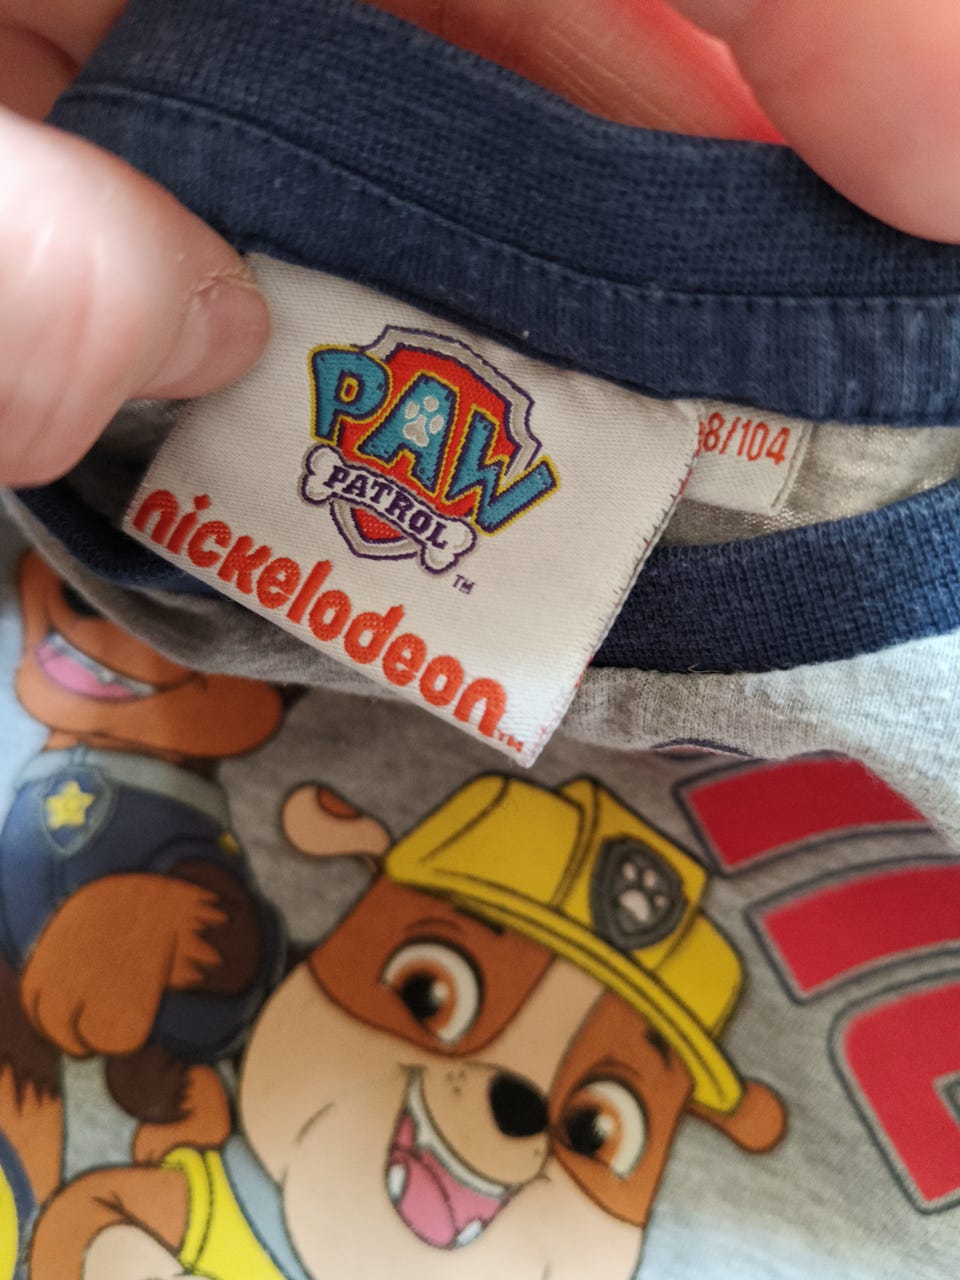 PAW
PATROL
TM
nickelodeon
TM
8/104